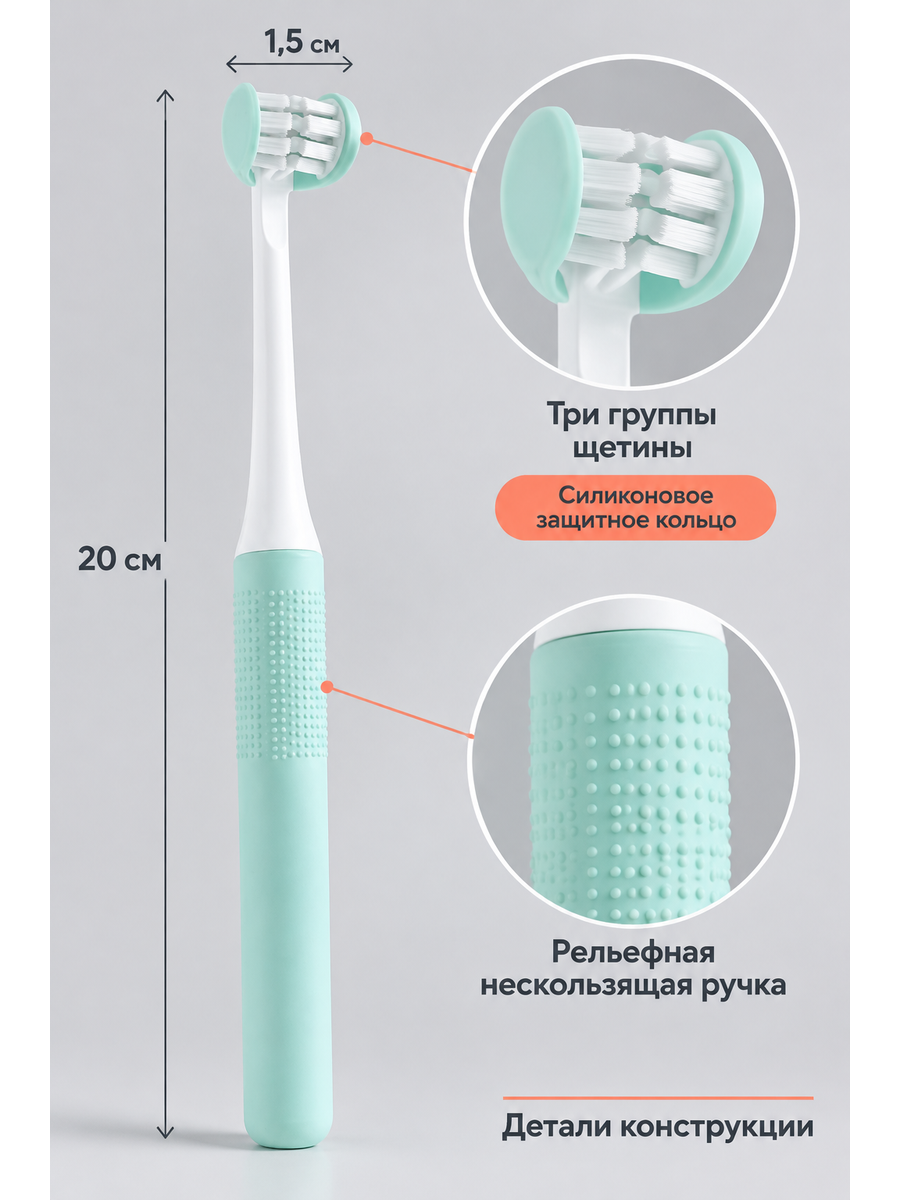 1,5 см
20 см
Три группы
щетины
Силиконовое
защитное кольцо
Рельефная
нескользящая ручка
Детали конструкции